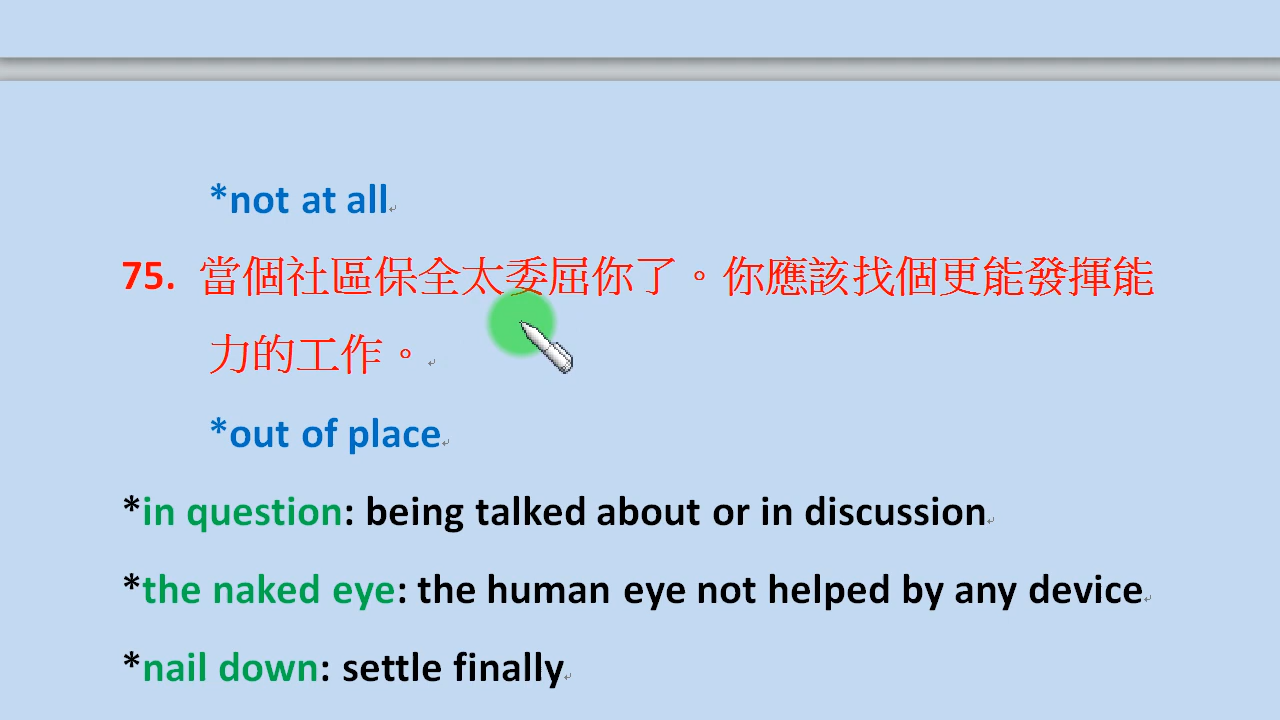 *not at all
75. 當個社區保全太委屈你了。你應該找個更能發揮能
力的工作。
*out of place
*in question: being talked about or in discussion
*the naked eye: the human eye not helped by any device
*nail down: settle finally